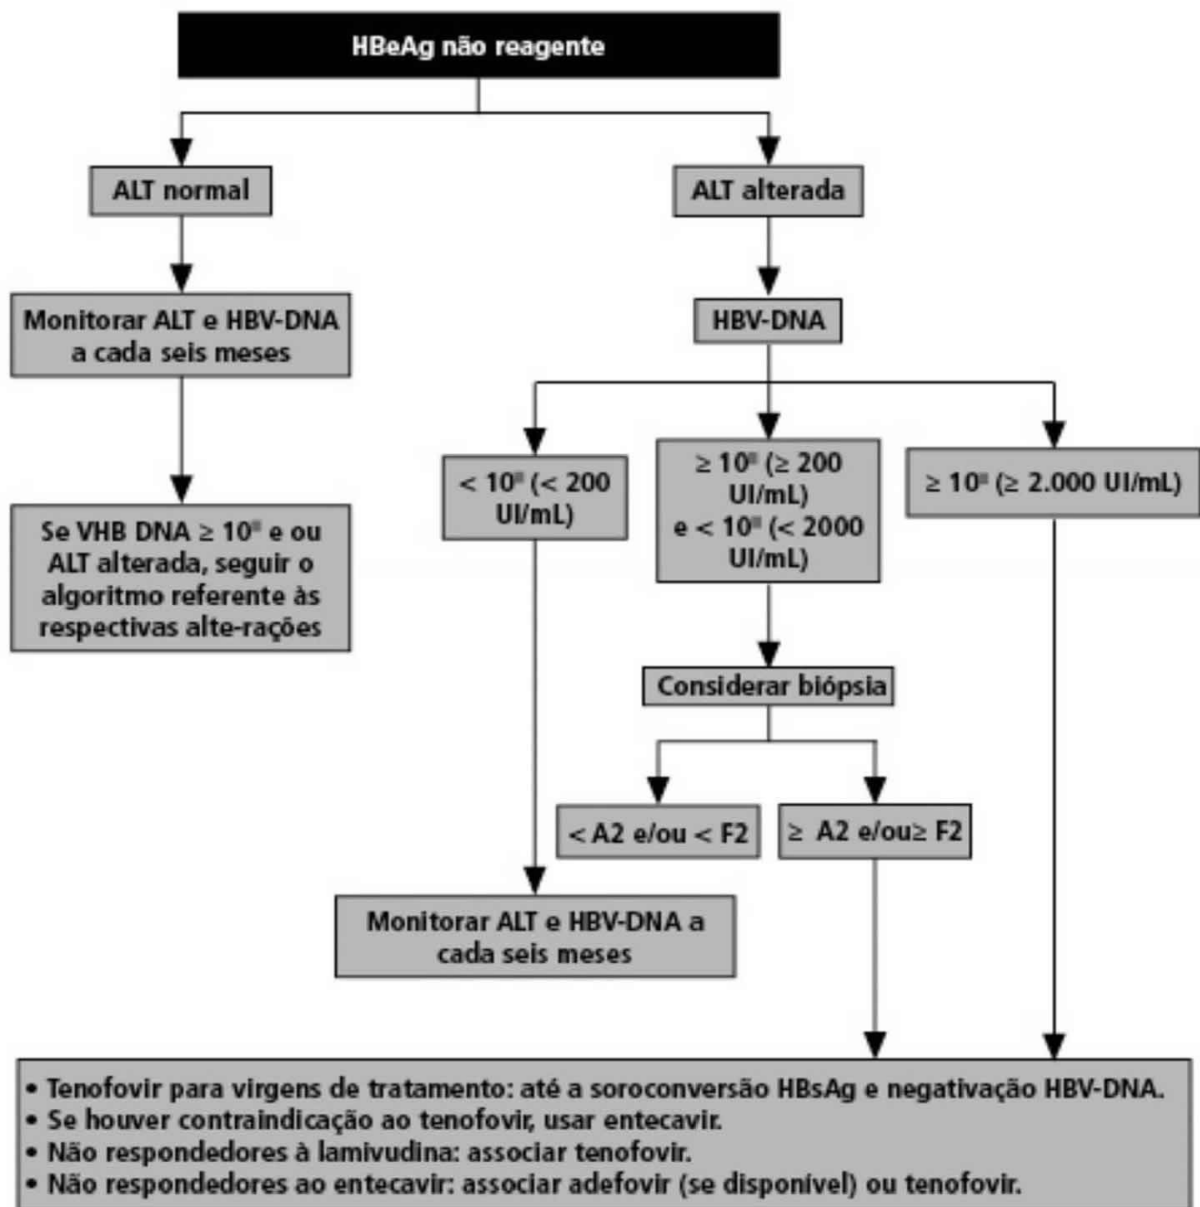 HBeAg não reagente
ALT normal
ALT alterada
Monitorar ALT e HBV-DNA
a cada seis meses
HBV-DNA
Se VHB DNA ≥ 10 e ou
ALT alterada, seguir o
algoritmo referente às
respectivas alte-rações
< 10 (< 200
UI/mL)
≥ 10 (≥ 200
UI/mL)
e < 10 (< 2000
UI/mL)
≥ 10 (≥ 2.000 UI/mL)
Considerar biópsia
< A2 e/ou < F2
≥ A2 e/ou≥ F2
Monitorar ALT e HBV-DNA a
cada seis meses
• Tenofovir para virgens de tratamento: até a soroconversão HBsAg e negativação HBV-DNA.
• Se houver contraindicação ao tenofovir, usar entecavir.
• Não respondedores à lamivudina: associar tenofovir.
• Não respondedores ao entecavir: associar adefovir (se disponível) ou tenofovir.